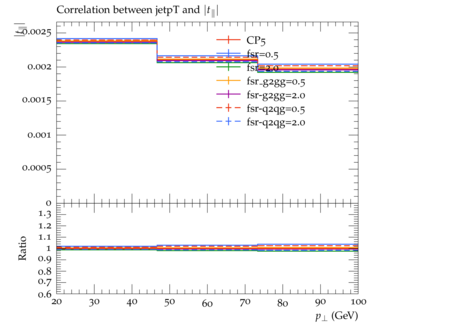 Correlation between jetpT and |t∥|
|t∥|
0.0025
0.002
0.0015
0.001
0.0005
0
CP5
fsr=0.5
fsr=2.0
fsr_g2gg=0.5
fsr-g2gg=2.0
fsr-q2qg=0.5
fsr-q2qg=2.0
Ratio
1.3
1.2
1.1
1
0.9
0.8
0.7
0.6
20 30 40 50 60 70 80 90 100
p⊥ (GeV)